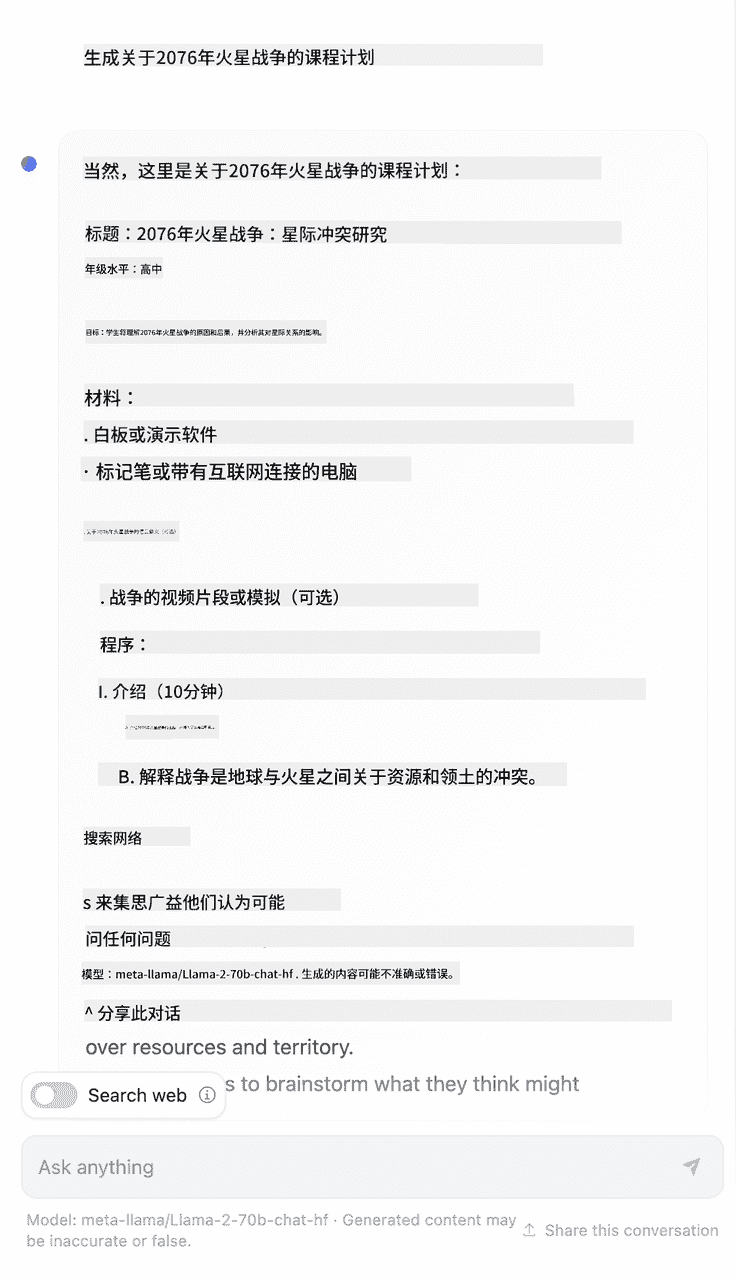 生成关于2076年火星战争的课程计划
当然，这里是关于2076年火星战争的课程计划：
标题：2076年火星战争：星际冲突研究
年级水平：高中
目标：学生将理解2076年火星战争的原因和后果，并分析其对星际关系的影响。
材料：
. 白板或演示软件
· 标记笔或带有互联网连接的电脑
. 战争的视频片段或模拟（可选）
程序：
I. 介绍（10分钟）
B. 解释战争是地球与火星之间关于资源和领土的冲突。
搜索网络
s 来集思广益他们认为可能
问任何问题
模型：meta-llama/Llama-2-70b-chat-hf . 生成的内容可能不准确或错误。
^ 分享此对话
over resources and territory.
s to brainstorm what they think might
Search web
Ask anything
Model: meta-llama/Llama-2-70b-chat-hf · Generated content may
be inaccurate or false.
Share this conversation